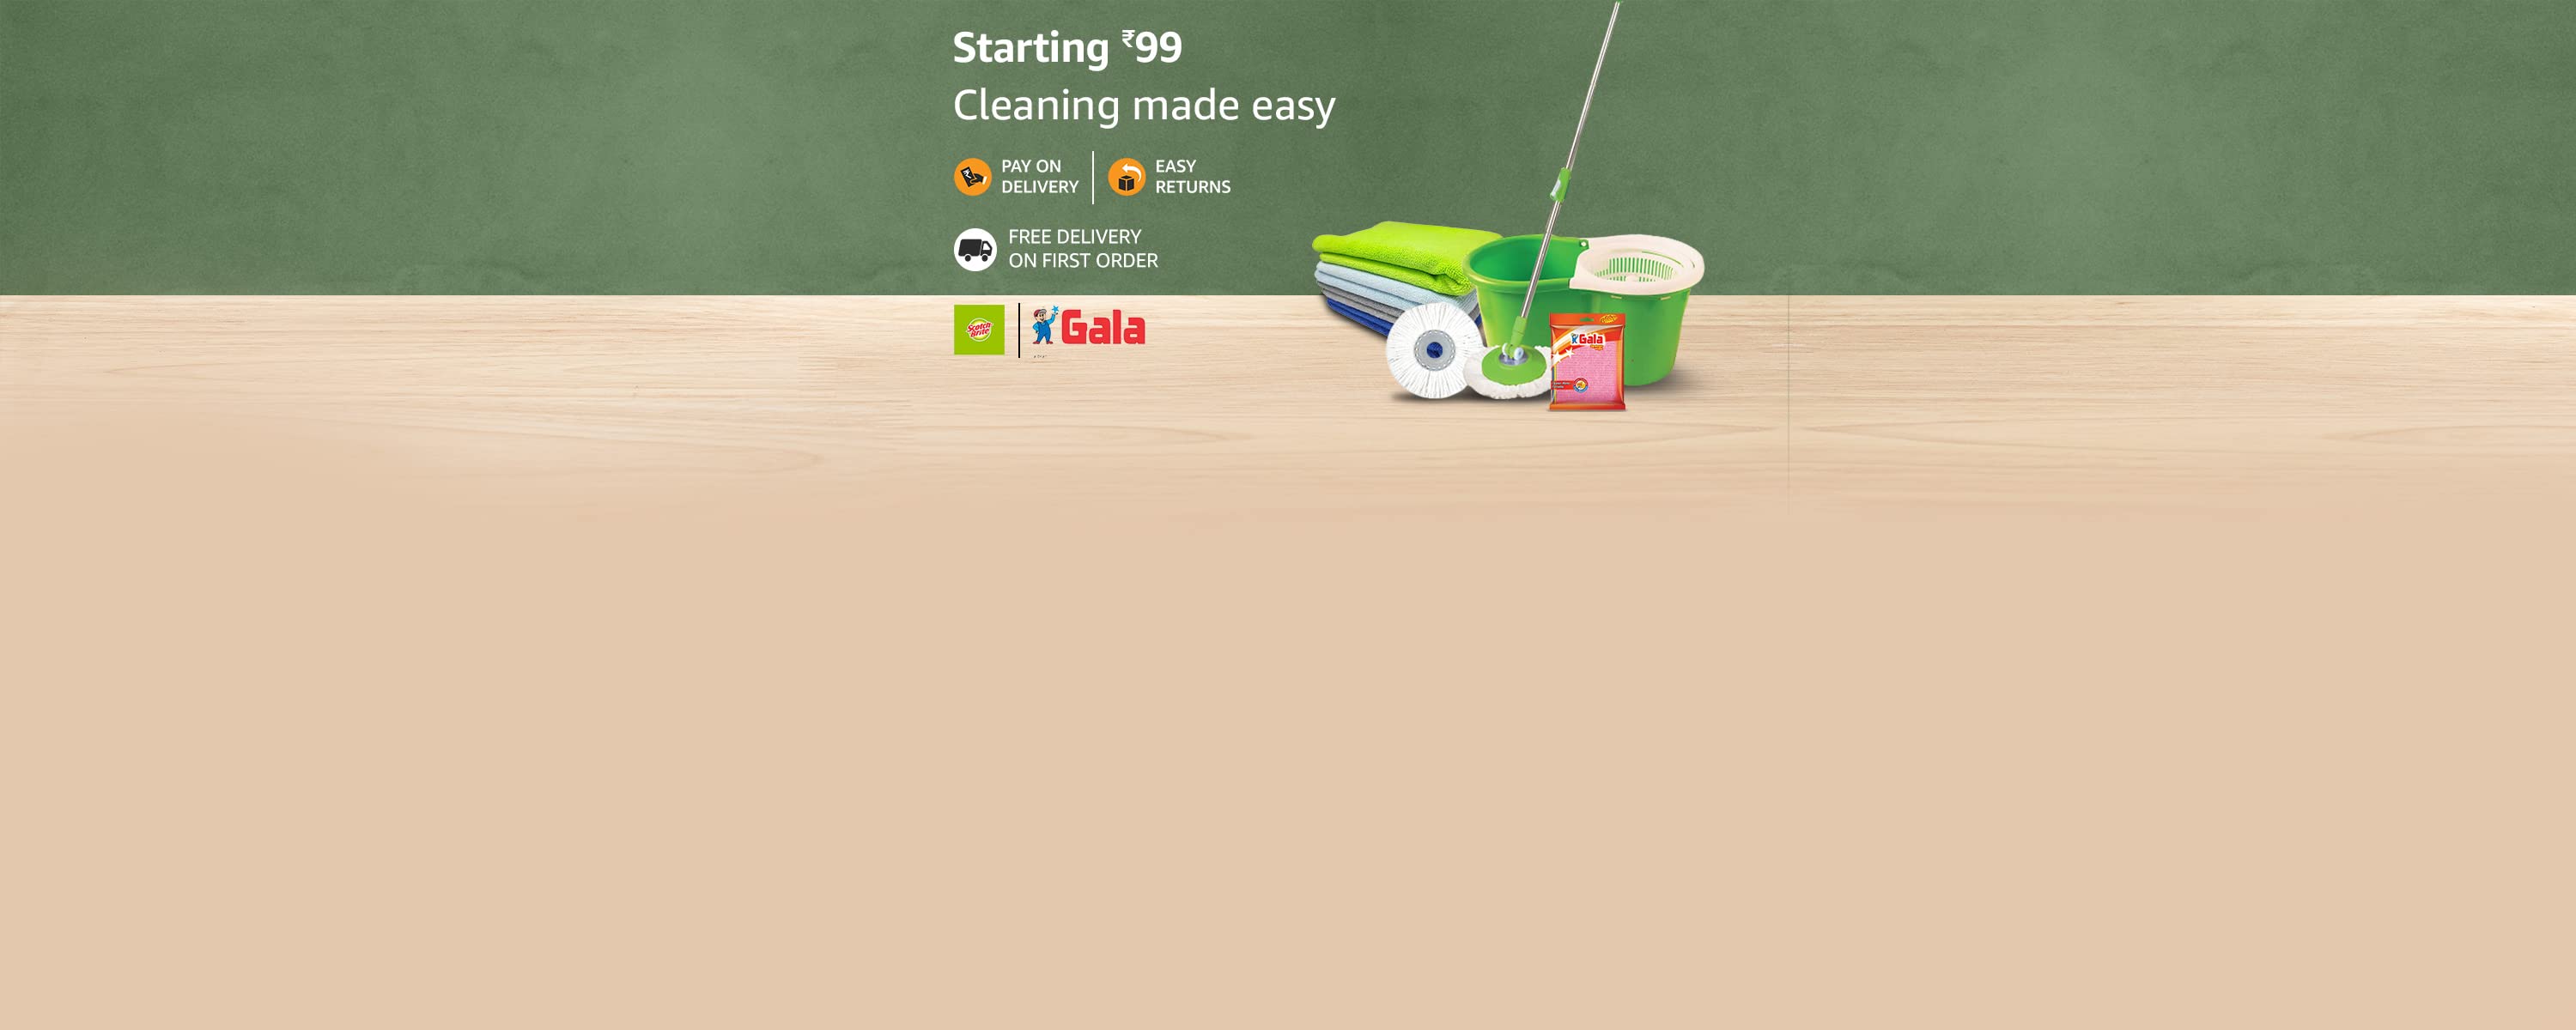 Starting ₹99
Cleaning made easy
PAY ON
DELIVERY
EASY
RETURNS
FREE DELIVERY
ON FIRST ORDER
Scotch
Brite
Gala
Gala